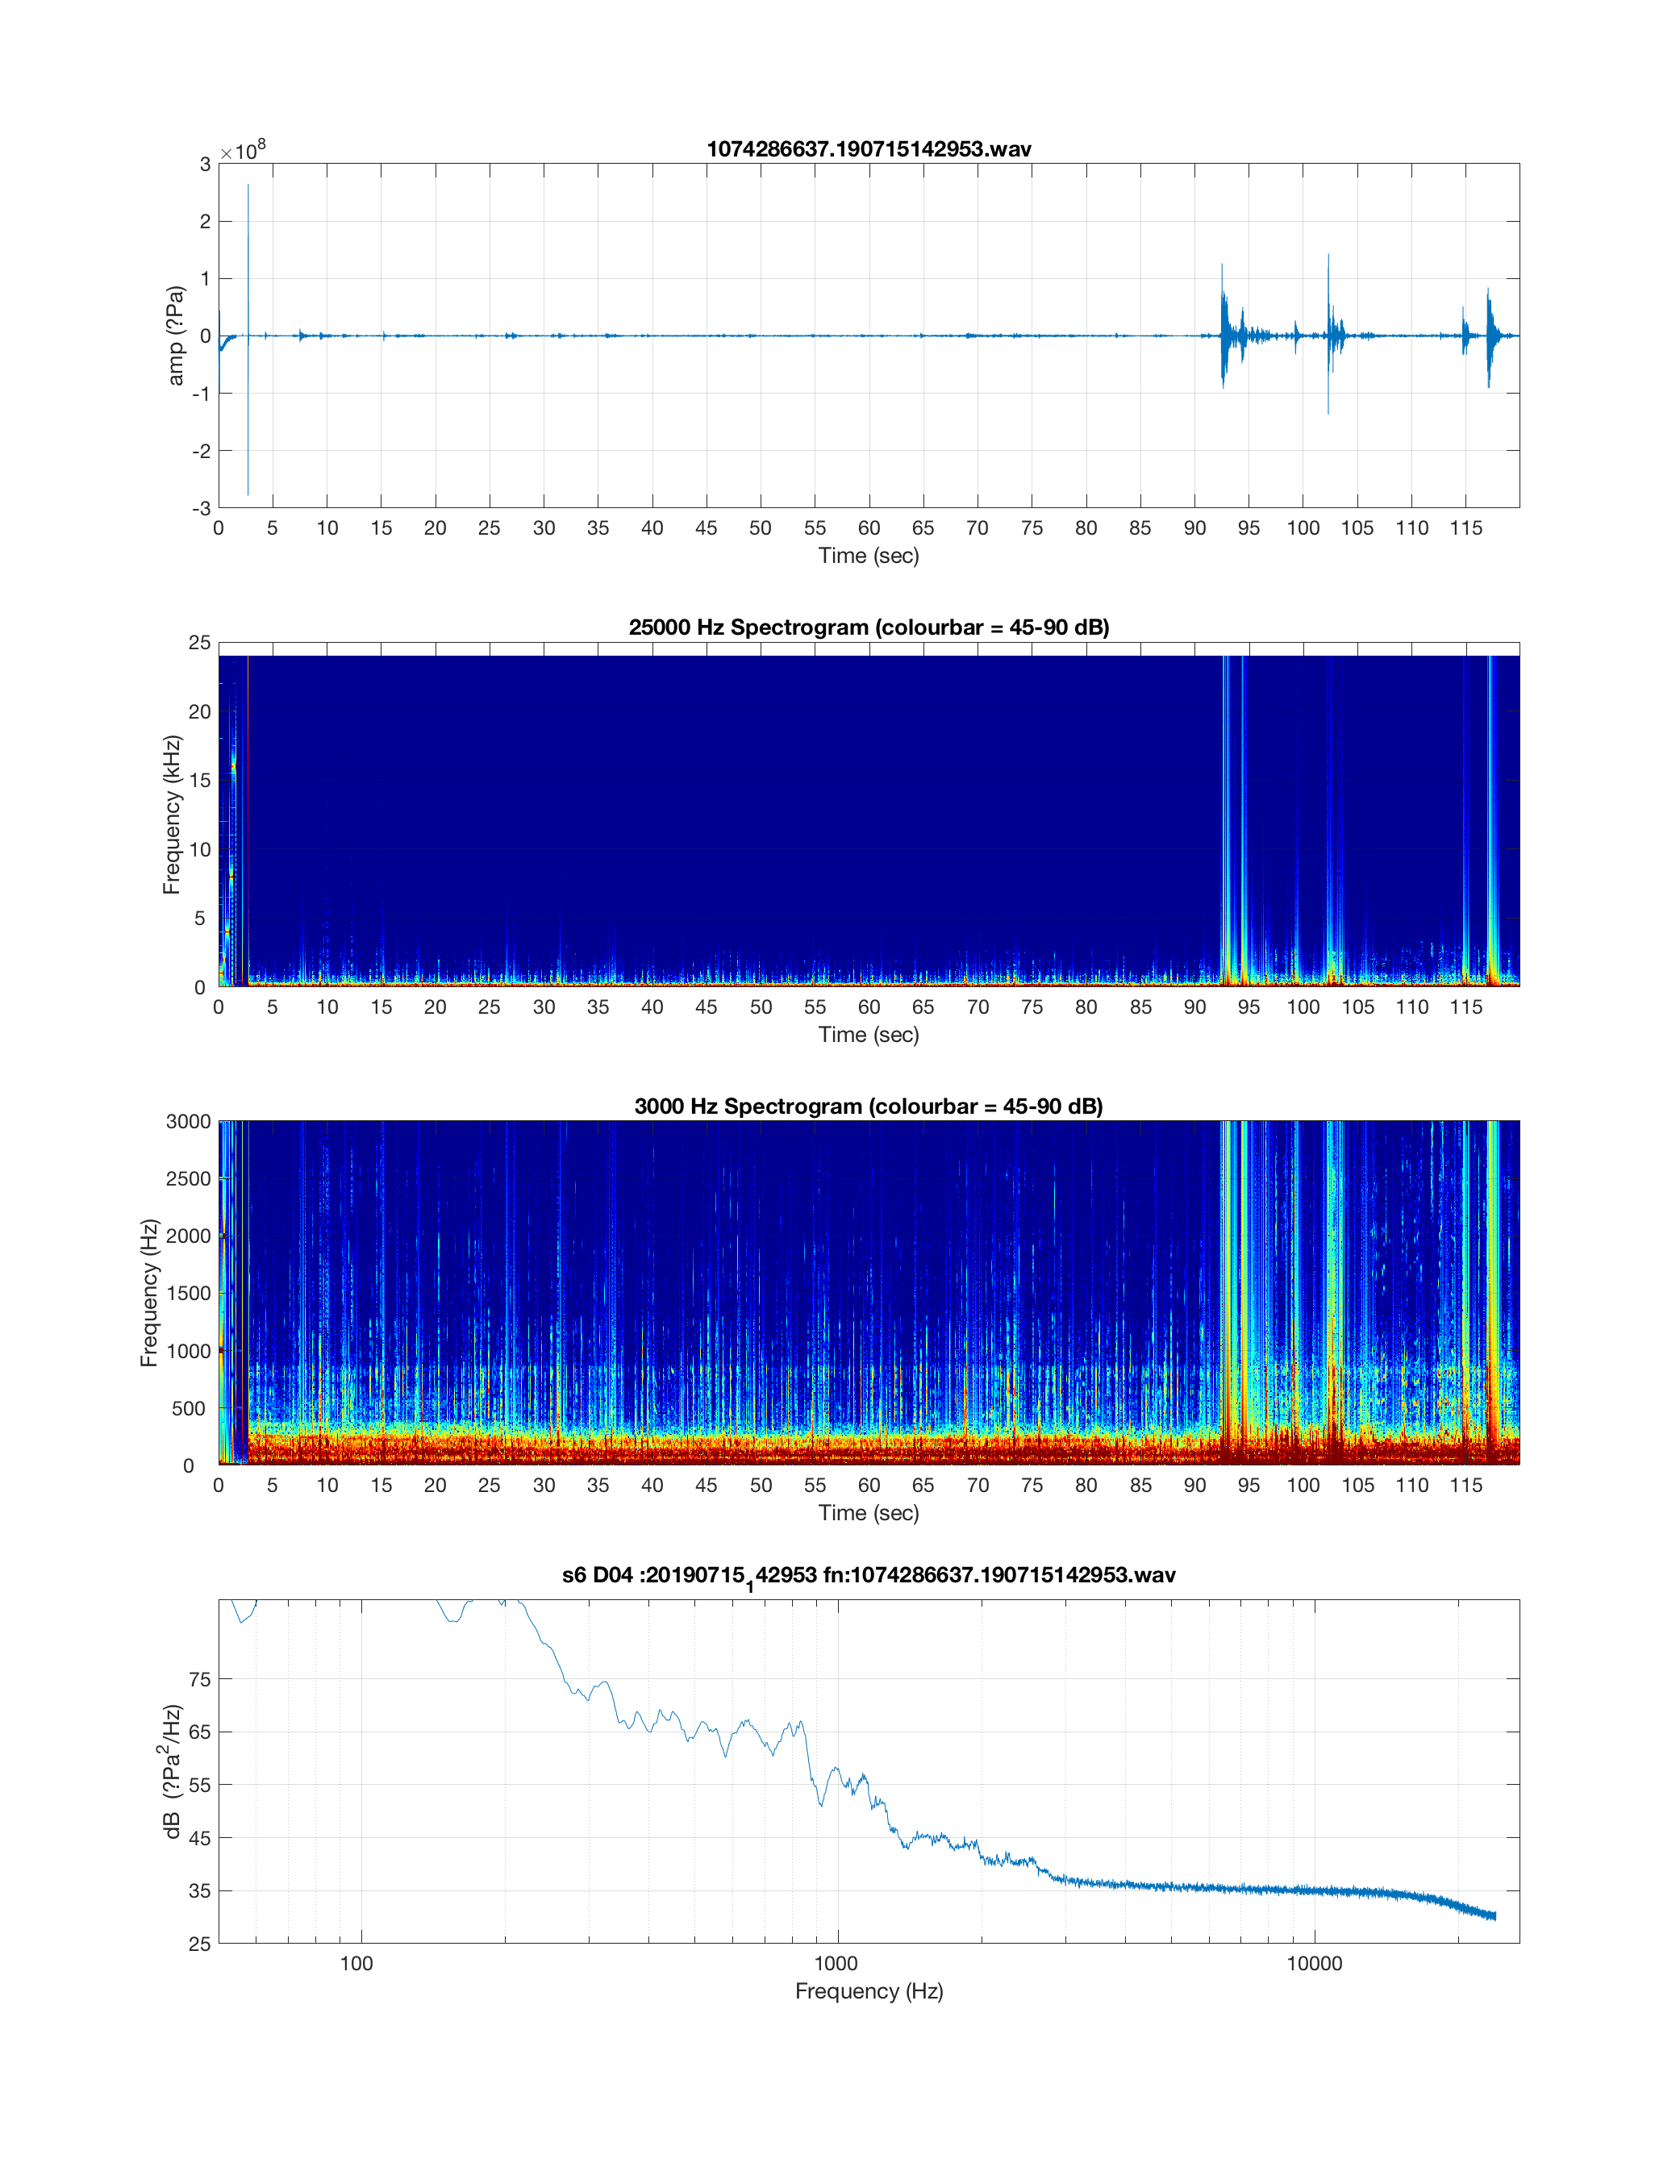 1074286637.190715142953.wav
×10^8
3
2
1
0
-1
-2
-3
amp (?Pa)
0 5 10 15 20 25 30 35 40 45 50 55 60 65 70 75 80 85 90 95 100 105 110 115
Time (sec)
25000 Hz Spectrogram (colourbar = 45-90 dB)
25
20
15
10
5
0
Frequency (kHz)
0 5 10 15 20 25 30 35 40 45 50 55 60 65 70 75 80 85 90 95 100 105 110 115
Time (sec)
3000 Hz Spectrogram (colourbar = 45-90 dB)
3000
2500
2000
1500
1000
500
0
Frequency (Hz)
0 5 10 15 20 25 30 35 40 45 50 55 60 65 70 75 80 85 90 95 100 105 110 115
Time (sec)
s6 D04 :20190715₁42953 fn:1074286637.190715142953.wav
75
65
55
45
35
25
dB (?Pa²/Hz)
100 1000 10000
Frequency (Hz)